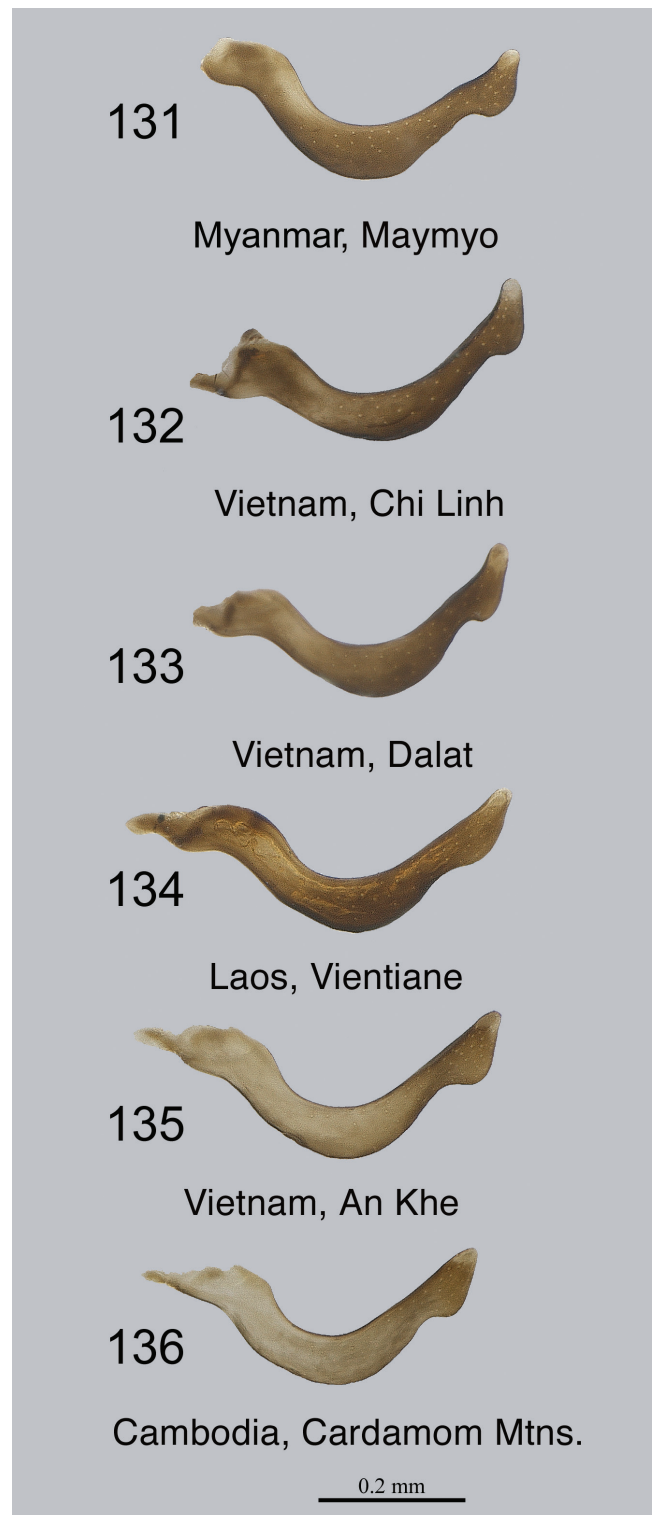 131
Myanmar, Maymyo
132
Vietnam, Chi Linh
133
Vietnam, Dalat
134
Laos, Vientiane
135
Vietnam, An Khe
136
Cambodia, Cardamom Mtns.
0.2 mm